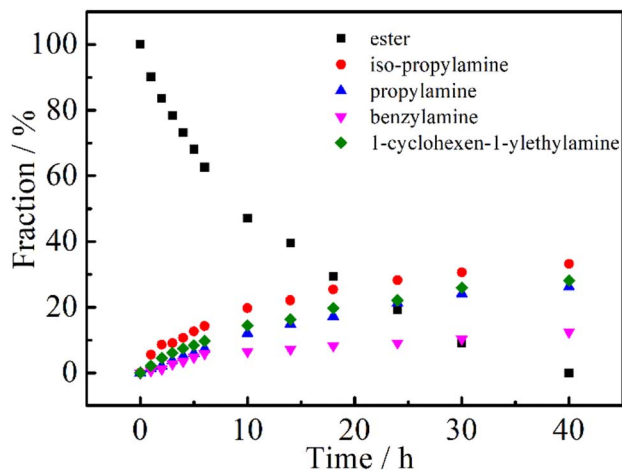 100
80
60
40
20
0
Fraction / %
ester
iso-propylamine
propylamine
benzylamine
1-cyclohexen-1-ylethylamine
0 10 20 30 40
Time / h